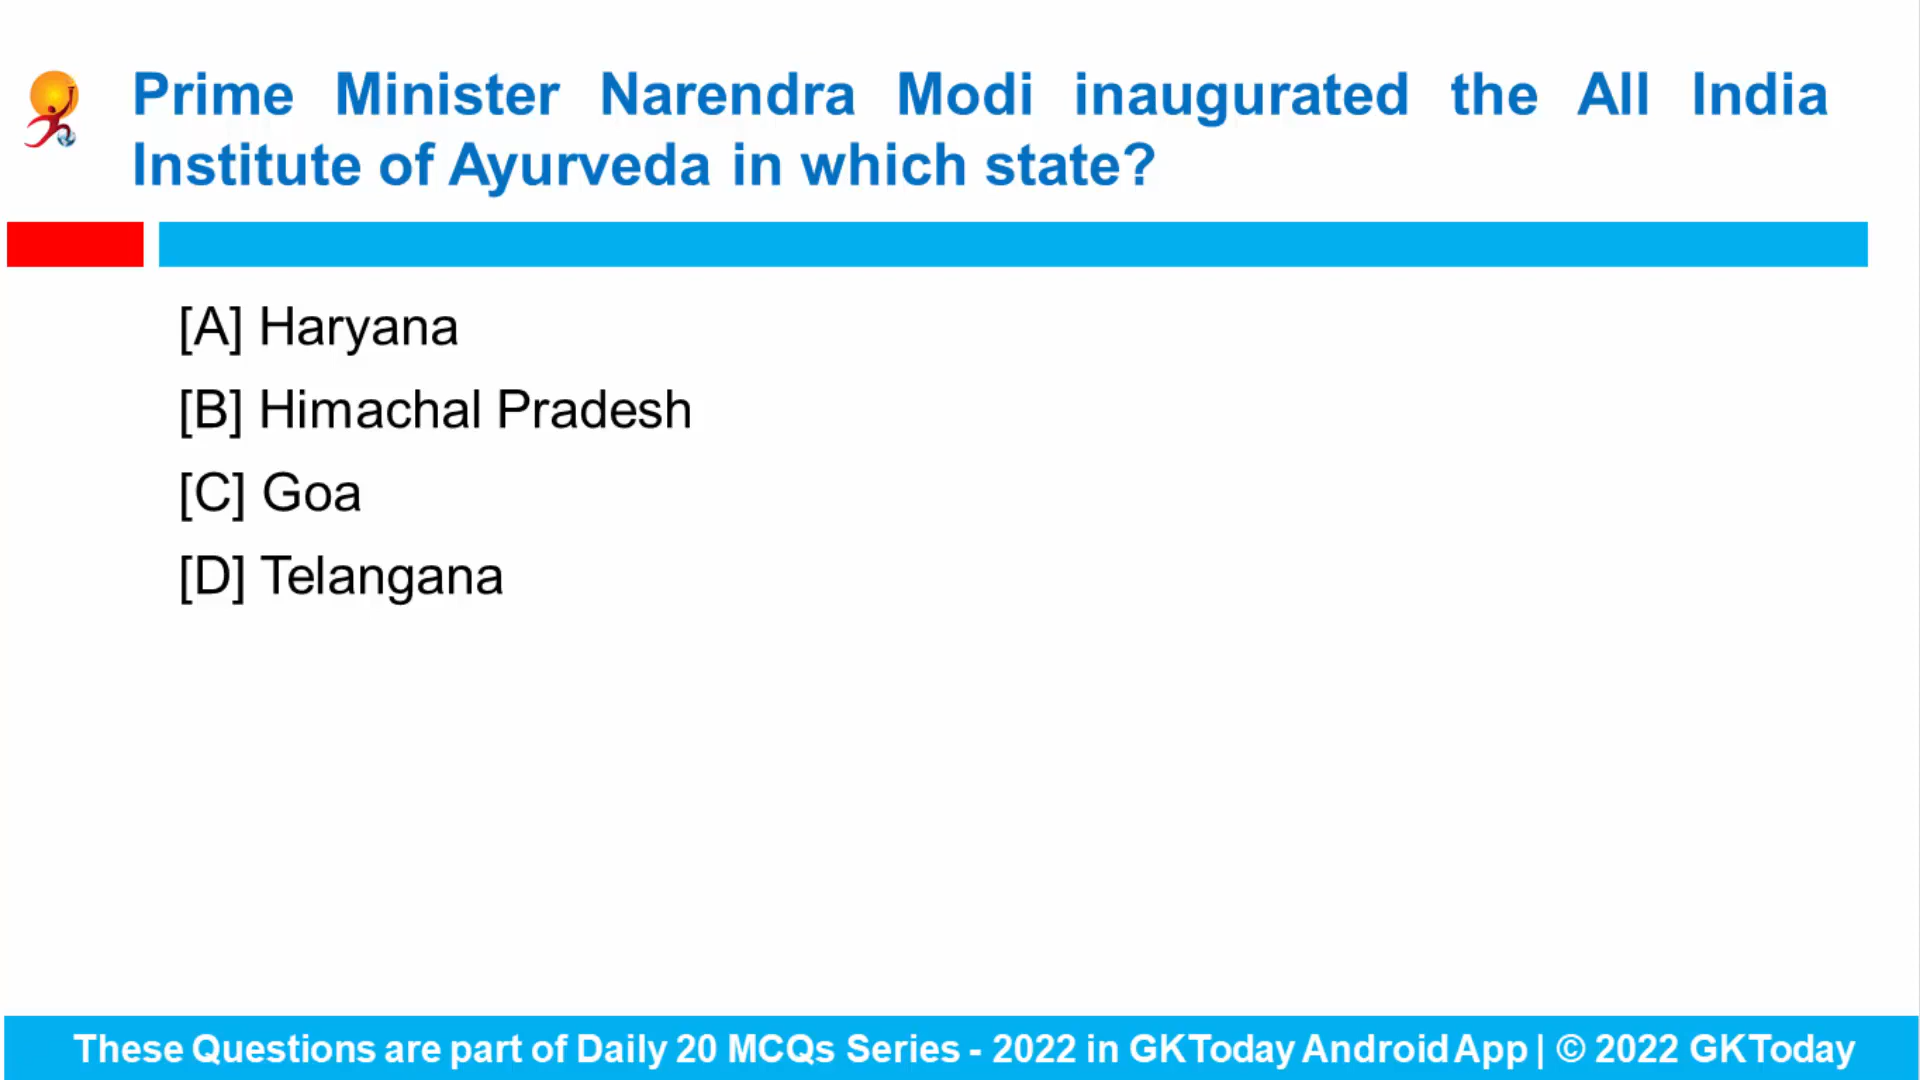 Prime Minister Narendra Modi inaugurated the All India
Institute of Ayurveda in which state?
[A] Haryana
[B] Himachal Pradesh
[C] Goa
[D] Telangana
These Questions are part of Daily 20 MCQs Series - 2022 in GKToday Android App | © 2022 GKToday